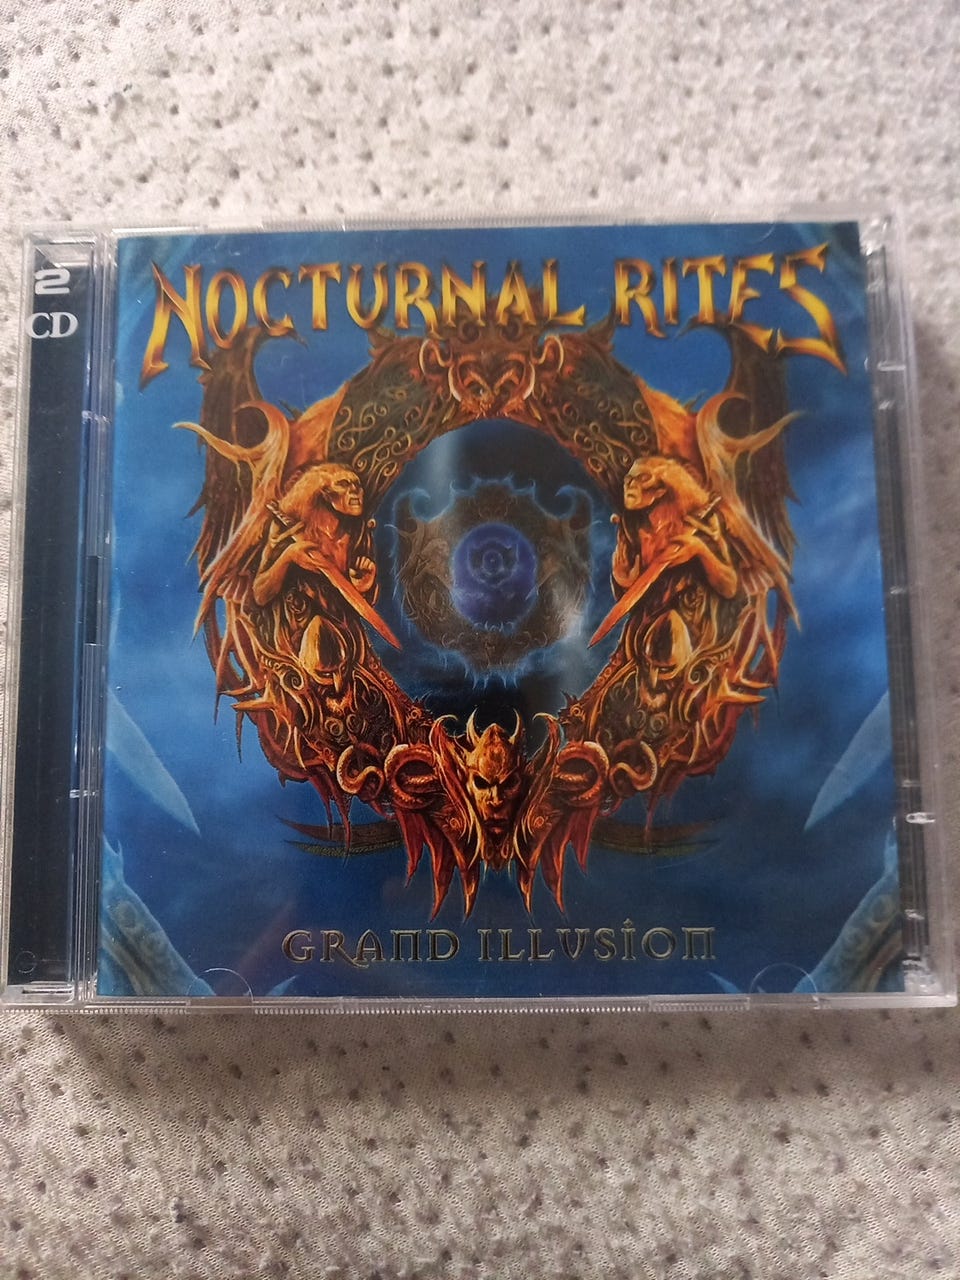 NOCTURNAL RITES
2
CD
GRAND ILLUSION